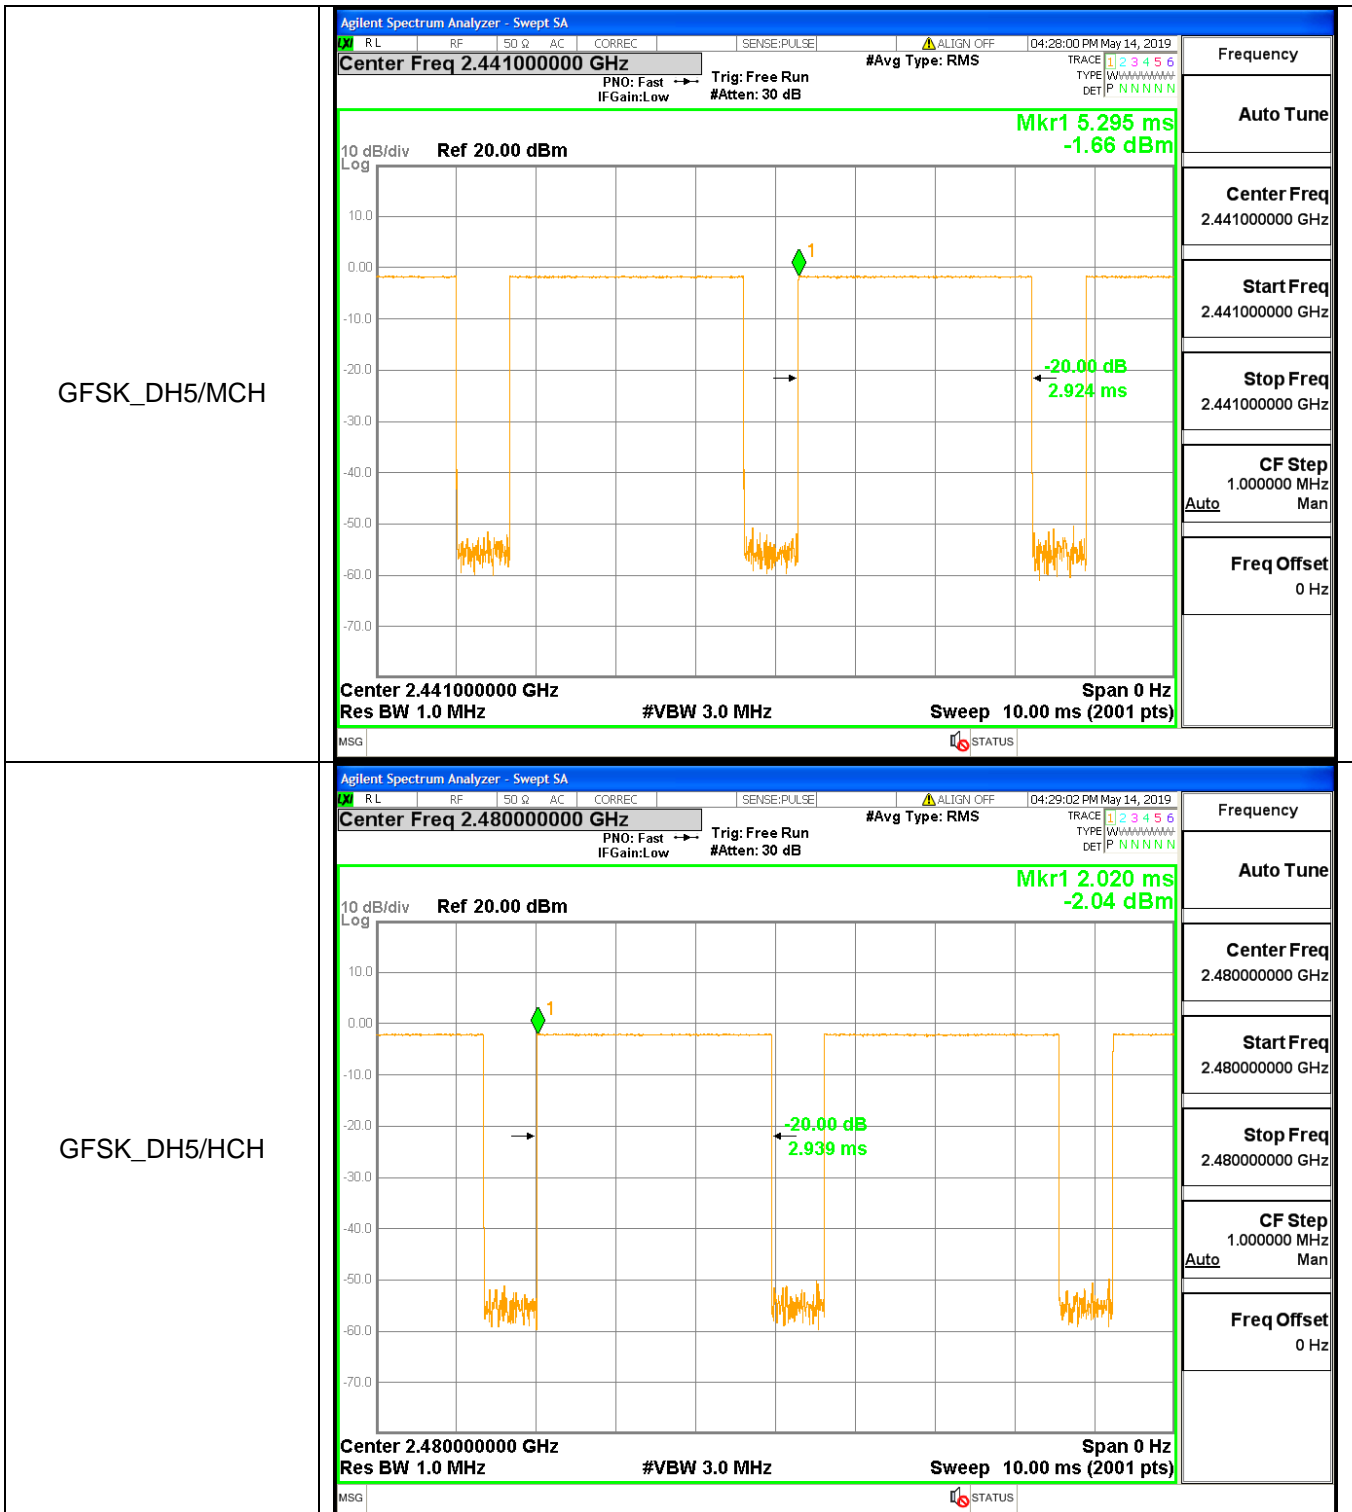 GFSK_DH5/MCH
Agilent Spectrum Analyzer - Swept SA
LXI RL RF 50 Ω AC CORREC SENSE:PULSE ALIGN OFF 04:28:00 PM May 14, 2019
Center Freq 2.441000000 GHz #Avg Type: RMS TRACE 1 2 3 4 5 6
PNO: Fast Trig: Free Run TYPE WWWWWW
IFGain:Low #Atten: 30 dB DET P N N N N N
Mkr1 5.295 ms
10 dB/div Ref 20.00 dBm -1.66 dBm
Log
10.0
1
0.00
-10.0
-20.0
-20.00 dB
2.924 ms
-30.0
-40.0
-50.0
-60.0
-70.0
Center 2.441000000 GHz Span 0 Hz
Res BW 1.0 MHz #VBW 3.0 MHz Sweep 10.00 ms (2001 pts)
MSG STATUS
Frequency
Auto Tune
Center Freq
2.441000000 GHz
Start Freq
2.441000000 GHz
Stop Freq
2.441000000 GHz
CF Step
1.000000 MHz
Auto Man
Freq Offset
0 Hz
GFSK_DH5/HCH
Agilent Spectrum Analyzer - Swept SA
LXI RL RF 50 Ω AC CORREC SENSE:PULSE ALIGN OFF 04:29:02 PM May 14, 2019
Center Freq 2.480000000 GHz #Avg Type: RMS TRACE 1 2 3 4 5 6
PNO: Fast Trig: Free Run TYPE WWWWWW
IFGain:Low #Atten: 30 dB DET P N N N N N
Mkr1 2.020 ms
10 dB/div Ref 20.00 dBm -2.04 dBm
Log
10.0
1
0.00
-10.0
-20.0
-20.00 dB
2.939 ms
-30.0
-40.0
-50.0
-60.0
-70.0
Center 2.480000000 GHz Span 0 Hz
Res BW 1.0 MHz #VBW 3.0 MHz Sweep 10.00 ms (2001 pts)
MSG STATUS
Frequency
Auto Tune
Center Freq
2.480000000 GHz
Start Freq
2.480000000 GHz
Stop Freq
2.480000000 GHz
CF Step
1.000000 MHz
Auto Man
Freq Offset
0 Hz